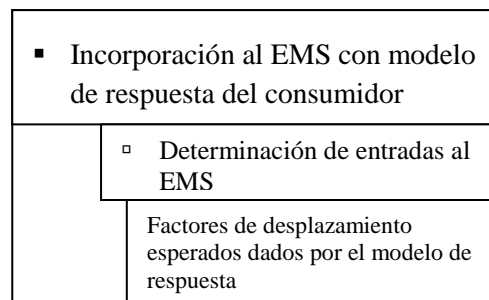 ▪ Incorporación al EMS con modelo
de respuesta del consumidor
▫ Determinación de entradas al
EMS
Factores de desplazamiento
esperados dados por el modelo de
respuesta